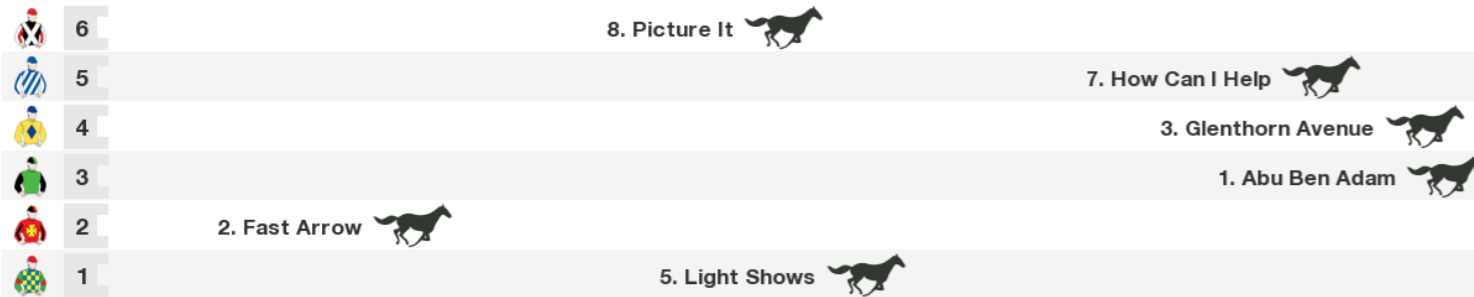 6 8. Picture It
5 7. How Can I Help
4 3. Glenthorn Avenue
3 1. Abu Ben Adam
2 2. Fast Arrow
1 5. Light Shows